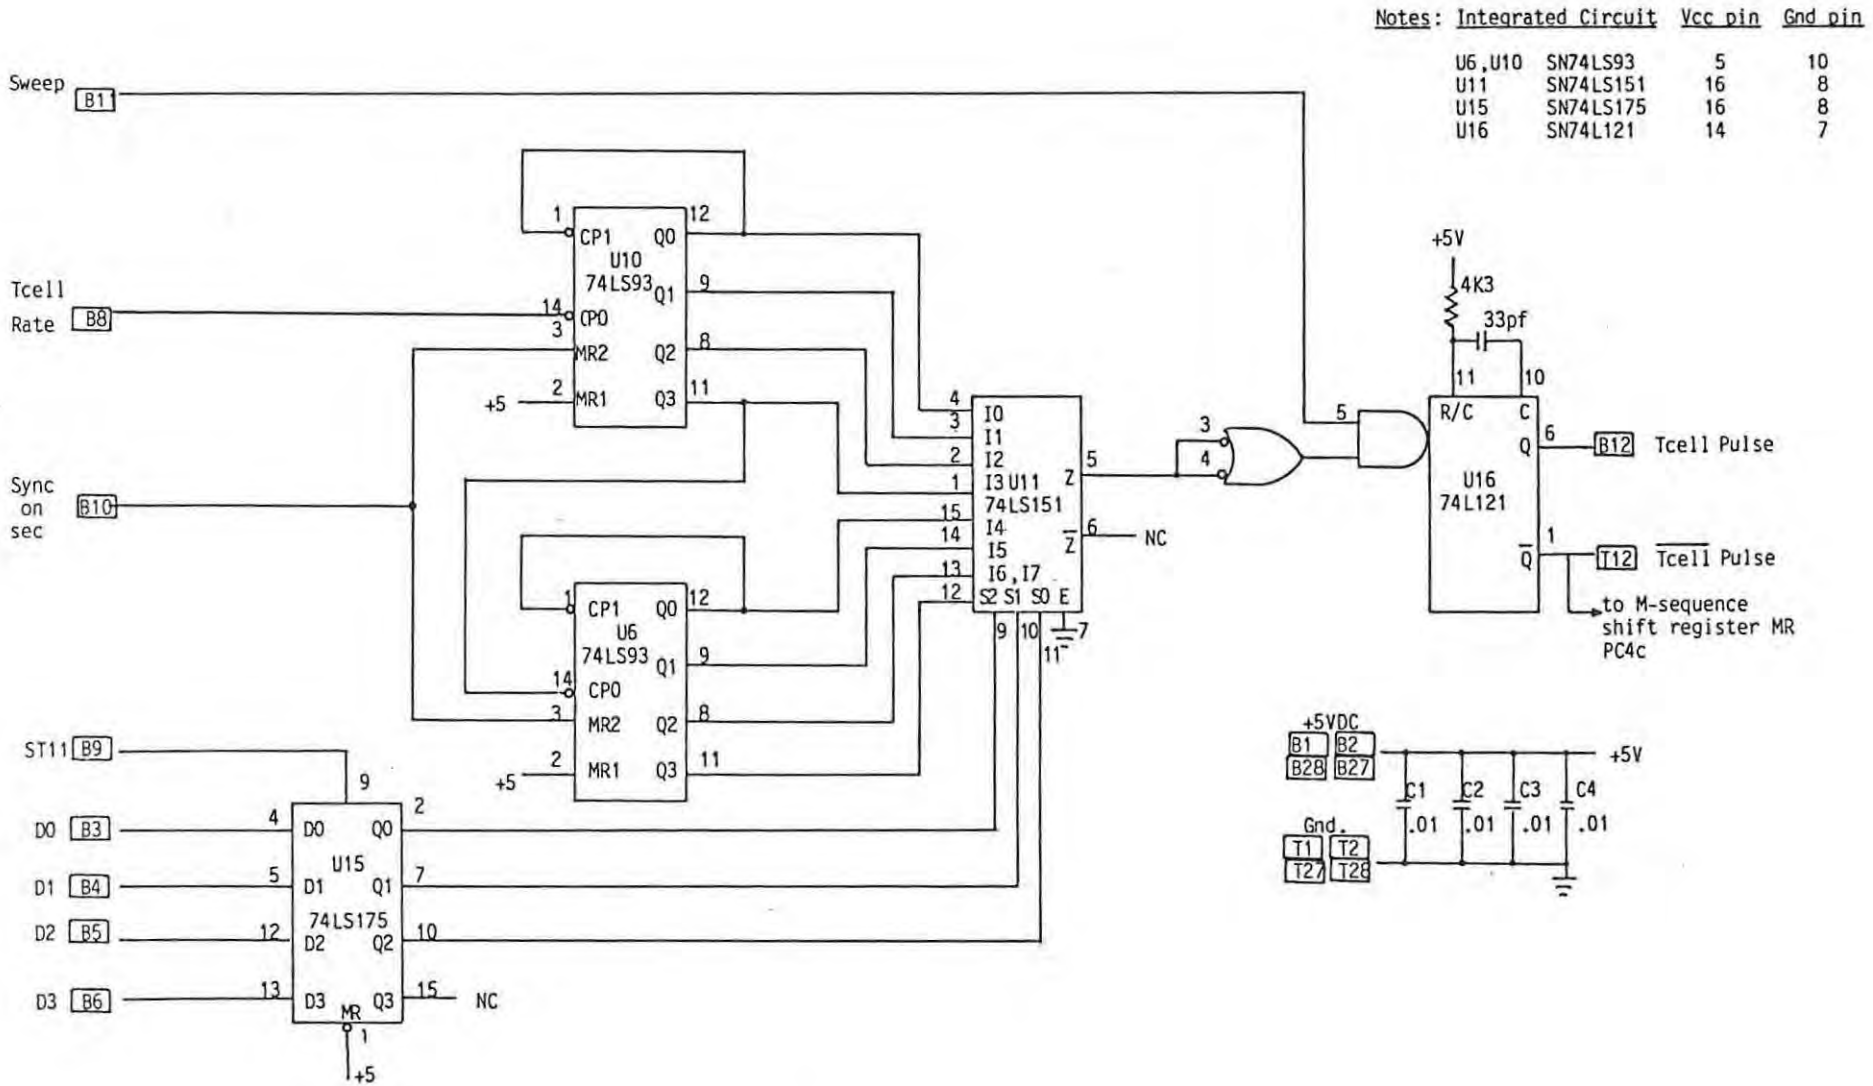 Notes: Integrated Circuit Vcc pin Gnd pin
U6,U10 SN74LS93 5 10
U11 SN74LS151 16 8
U15 SN74LS175 16 8
U16 SN74L121 14 7
Sweep B11
Tcell
Rate B8
Sync
on
sec
B10
1 CP1 Q0 12
U10
74LS93 Q1 9
14 CP0
3 MR2 Q2 8
+5 2 MR1 Q3 11
1 CP1 Q0 12
U6
74LS93 Q1 9
14 CP0
3 MR2 Q2 8
+5 2 MR1 Q3 11
ST11 B9
9
D0 B3 4 D0 Q0 2
U15
D1 B4 5 D1 Q1 7
74LS175
D2 B5 12 D2 Q2 10
D3 B6 13 D3 Q3 15 NC
MR
1
+5
4 I0
3 I1
2 I2
1 I3 U11 Z 5
74LS151
15 I4
14 I5 Z 6 NC
13 I6,I7
12 S2 S1 S0 E
9 10 11 7
3
4
5
+5V
4K3
33pf
11 10
R/C C
Q 6 B12 Tcell Pulse
U16
74L121
Q 1 T12 Tcell Pulse
to M-sequence
shift register MR
PC4c
+5VDC
B1 B2
B28 B27
+5V
C1 C2 C3 C4
.01 .01 .01 .01
Gnd.
T1 T2
T27 T28